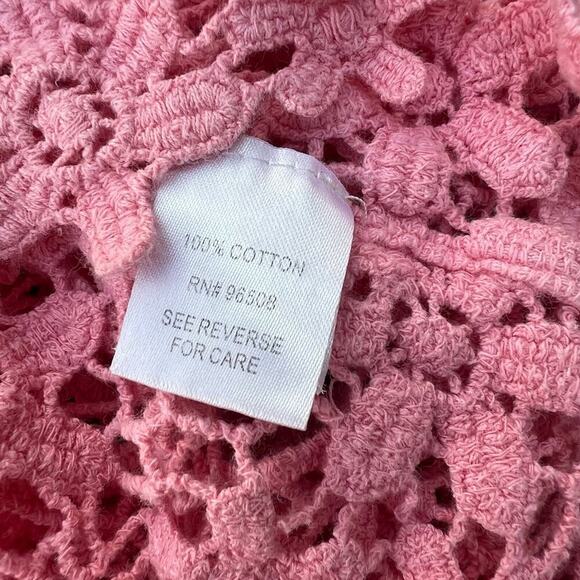 100% COTTON
RN# 96508
SEE REVERSE
FOR CARE